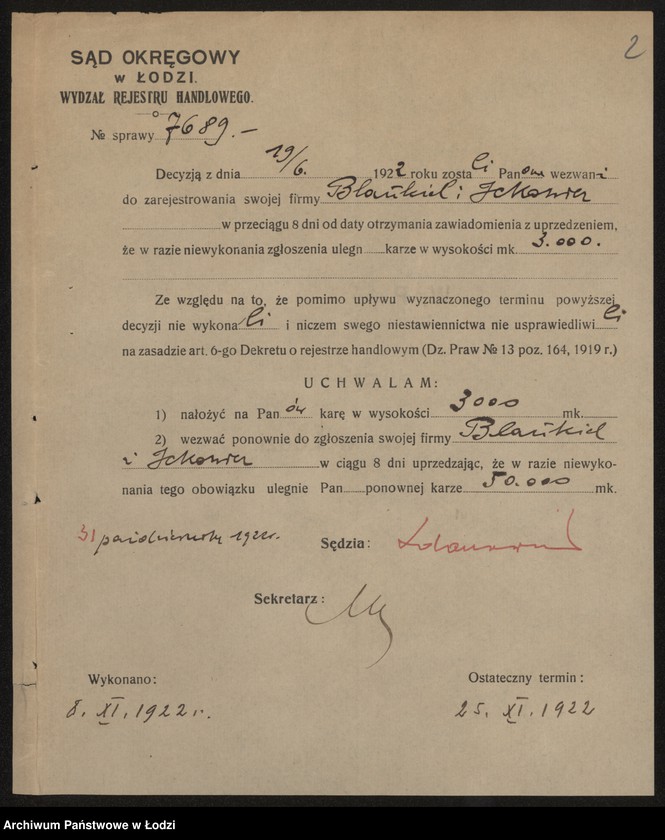 2
SĄD OKRĘGOWY
w ŁODZI.
WYDZAŁ REJESTRU HANDLOWEGO.
№ sprawy 7689.—
Decyzją z dnia 19/6. 1922 roku zostali Panowie wezwani
do zarejestrowania swojej firmy Blaukiel i Ickowicz
w przeciągu 8 dni od daty otrzymania zawiadomienia z uprzedzeniem,
że w razie niewykonania zgłoszenia ulegn karze w wysokości mk. 3.000.
Ze względu na to, że pomimo upływu wyznaczonego terminu powyższej
decyzji nie wykonali i niczem swego niestawiennictwa nie usprawiedliwili
na zasadzie art. 6-go Dekretu o rejestrze handlowym (Dz. Praw № 13 poz. 164, 1919 r.)
UCHWALAM:
1) nałożyć na Panów karę w wysokości 3000 mk.
2) wezwać ponownie do zgłoszenia swojej firmy Blaukiel
i Ickowicz w ciągu 8 dni uprzedzając, że w razie niewyko-
nania tego obowiązku ulegnie Pan ponownej karze 50.000 mk.
31 października 1922 r.
Sędzia:
Sekretarz:
Wykonano:
Ostateczny termin:
8. XI. 1922 r.
25. XI. 1922
Archiwum Państwowe w Łodzi